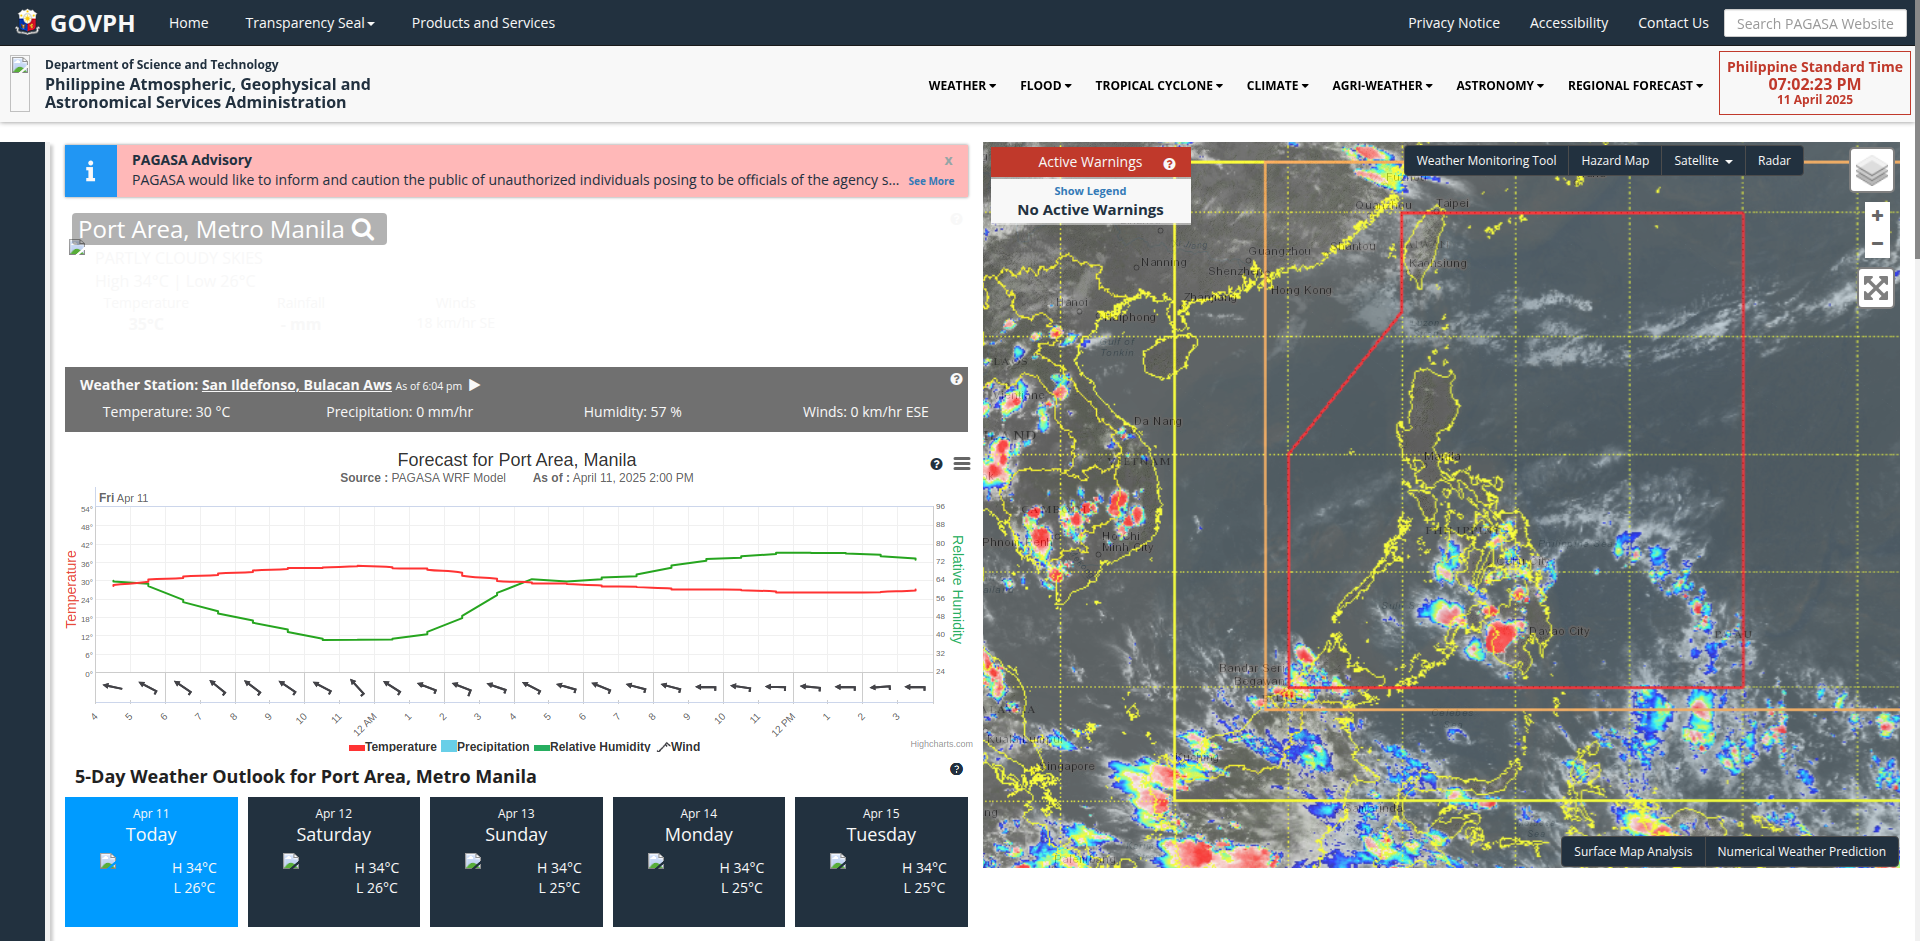 GOVPH
Home
Transparency Seal
Products and Services
Privacy Notice
Accessibility
Contact Us
Search PAGASA Website
Department of Science and Technology
Philippine Atmospheric, Geophysical and
Astronomical Services Administration
WEATHER
FLOOD
TROPICAL CYCLONE
CLIMATE
AGRI-WEATHER
ASTRONOMY
REGIONAL FORECAST
Philippine Standard Time
07:02:23 PM
11 April 2025
PAGASA Advisory
x
PAGASA would like to inform and caution the public of unauthorized individuals posing to be officials of the agency s... See More
Port Area, Metro Manila
PARTLY CLOUDY SKIES
High 34°C | Low 26°C
Temperature Rainfall Winds
35°C - mm 18 km/hr SE
Weather Station: San Ildefonso, Bulacan Aws As of 6:04 pm
Temperature: 30 °C Precipitation: 0 mm/hr Humidity: 57 % Winds: 0 km/hr ESE
Forecast for Port Area, Manila
Source : PAGASA WRF Model As of : April 11, 2025 2:00 PM
Fri Apr 11
54° 96
48° 88
42° 80
36° 72
30° 64
24° 56
18° 48
12° 40
6° 32
0° 24
Temperature
Relative Humidity
4 5 6 7 8 9 10 11 12 AM 1 2 3 4 5 6 7 8 9 10 11 12 PM 1 2 3
Temperature Precipitation Relative Humidity Wind
Highcharts.com
5-Day Weather Outlook for Port Area, Metro Manila
Apr 11
Today
H 34°C
L 26°C
Apr 12
Saturday
H 34°C
L 26°C
Apr 13
Sunday
H 34°C
L 25°C
Apr 14
Monday
H 34°C
L 25°C
Apr 15
Tuesday
H 34°C
L 25°C
Active Warnings
Show Legend
No Active Warnings
Weather Monitoring Tool
Hazard Map
Satellite
Radar
+
−
Taipei
Shantou
Guangzhou
Kaohsiung
Nanning
Shenzhen
Hong Kong
Zhanjiang
Hanoi
Haiphong
Gulf of
Tonkin
Da Nang
VIETNAM
Manila
Ho Chi
Minh City
Davao City
Bandar Seri
Begawan
Celebes
Singapore
Surface Map Analysis
Numerical Weather Prediction